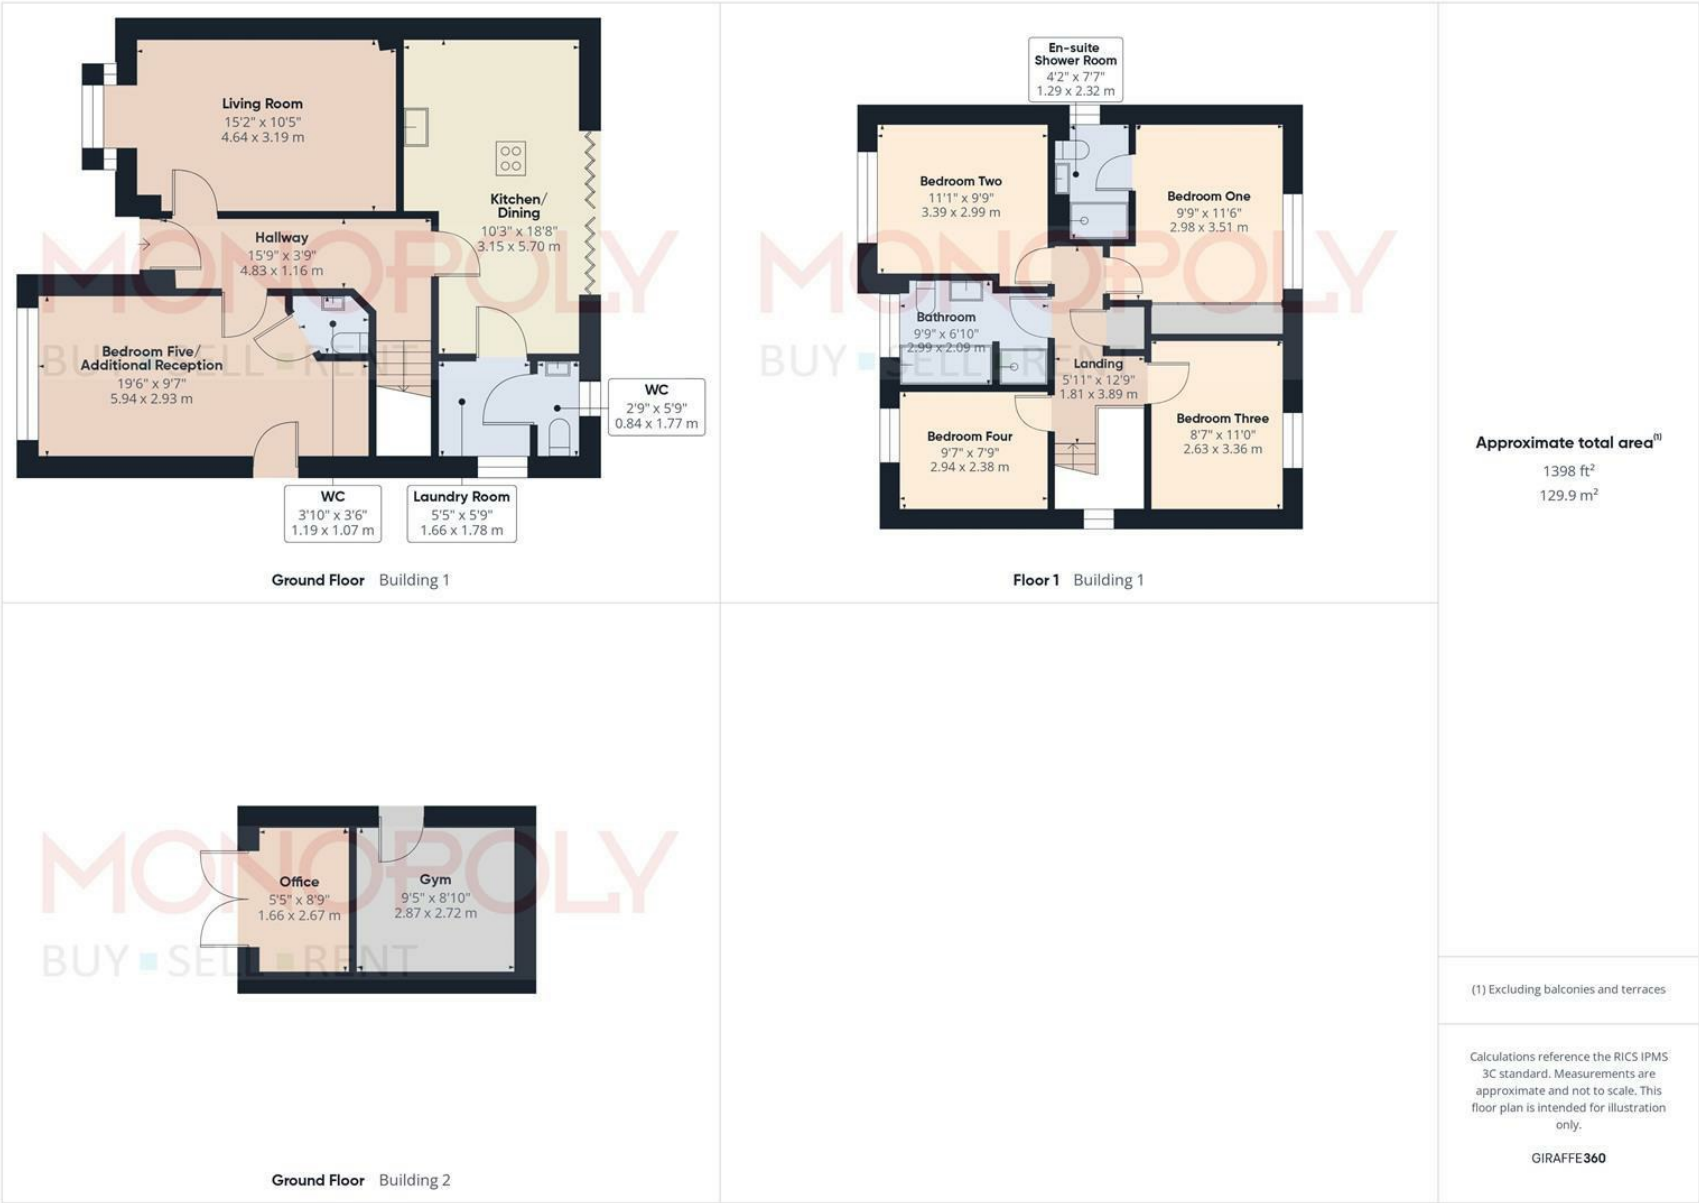 Living Room
15'2" x 10'5"
4.64 x 3.19 m
Kitchen/
Dining
10'3" x 18'8"
3.15 x 5.70 m
Hallway
15'9" x 3'9"
4.83 x 1.16 m
Bedroom Five/
Additional Reception
19'6" x 9'7"
5.94 x 2.93 m
WC
2'9" x 5'9"
0.84 x 1.77 m
WC
3'10" x 3'6"
1.19 x 1.07 m
Laundry Room
5'5" x 5'9"
1.66 x 1.78 m
MONOPOLY
BUY SELL RENT
Ground Floor Building 1
En-suite
Shower Room
4'2" x 7'7"
1.29 x 2.32 m
Bedroom Two
11'1" x 9'9"
3.39 x 2.99 m
Bedroom One
9'9" x 11'6"
2.98 x 3.51 m
Bathroom
9'9" x 6'10"
2.99 x 2.09 m
Landing
5'11" x 12'9"
1.81 x 3.89 m
Bedroom Four
9'7" x 7'9"
2.94 x 2.38 m
Bedroom Three
8'7" x 11'0"
2.63 x 3.36 m
MONOPOLY
BUY SELL RENT
Floor 1 Building 1
Approximate total area(1)
1398 ft²
129.9 m²
Office
5'5" x 8'9"
1.66 x 2.67 m
Gym
9'5" x 8'10"
2.87 x 2.72 m
MONOPOLY
BUY SELL RENT
Ground Floor Building 2
(1) Excluding balconies and terraces
Calculations reference the RICS IPMS
3C standard. Measurements are
approximate and not to scale. This
floor plan is intended for illustration
only.
GIRAFFE360